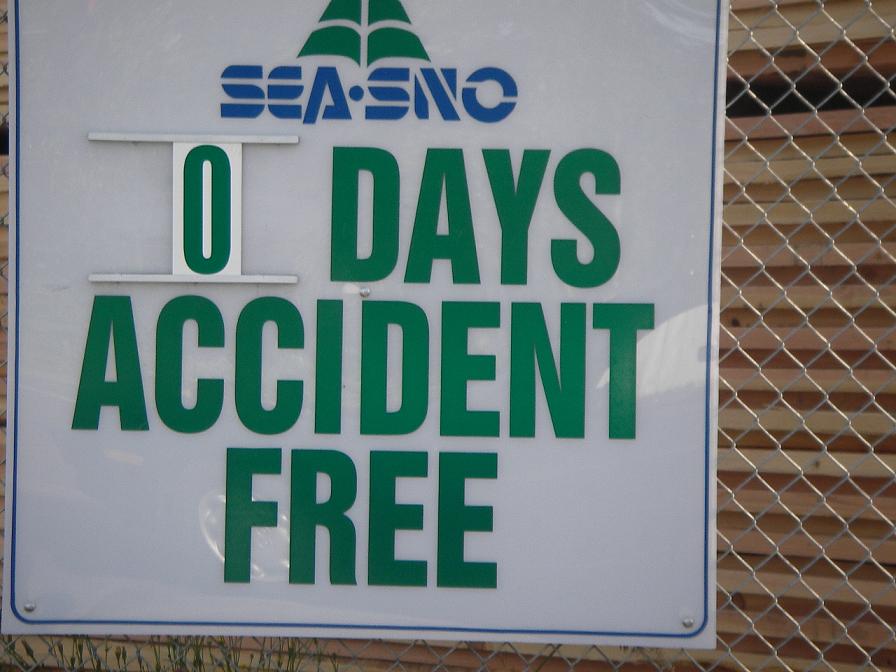 SEA·SNO
0 DAYS
ACCIDENT
FREE